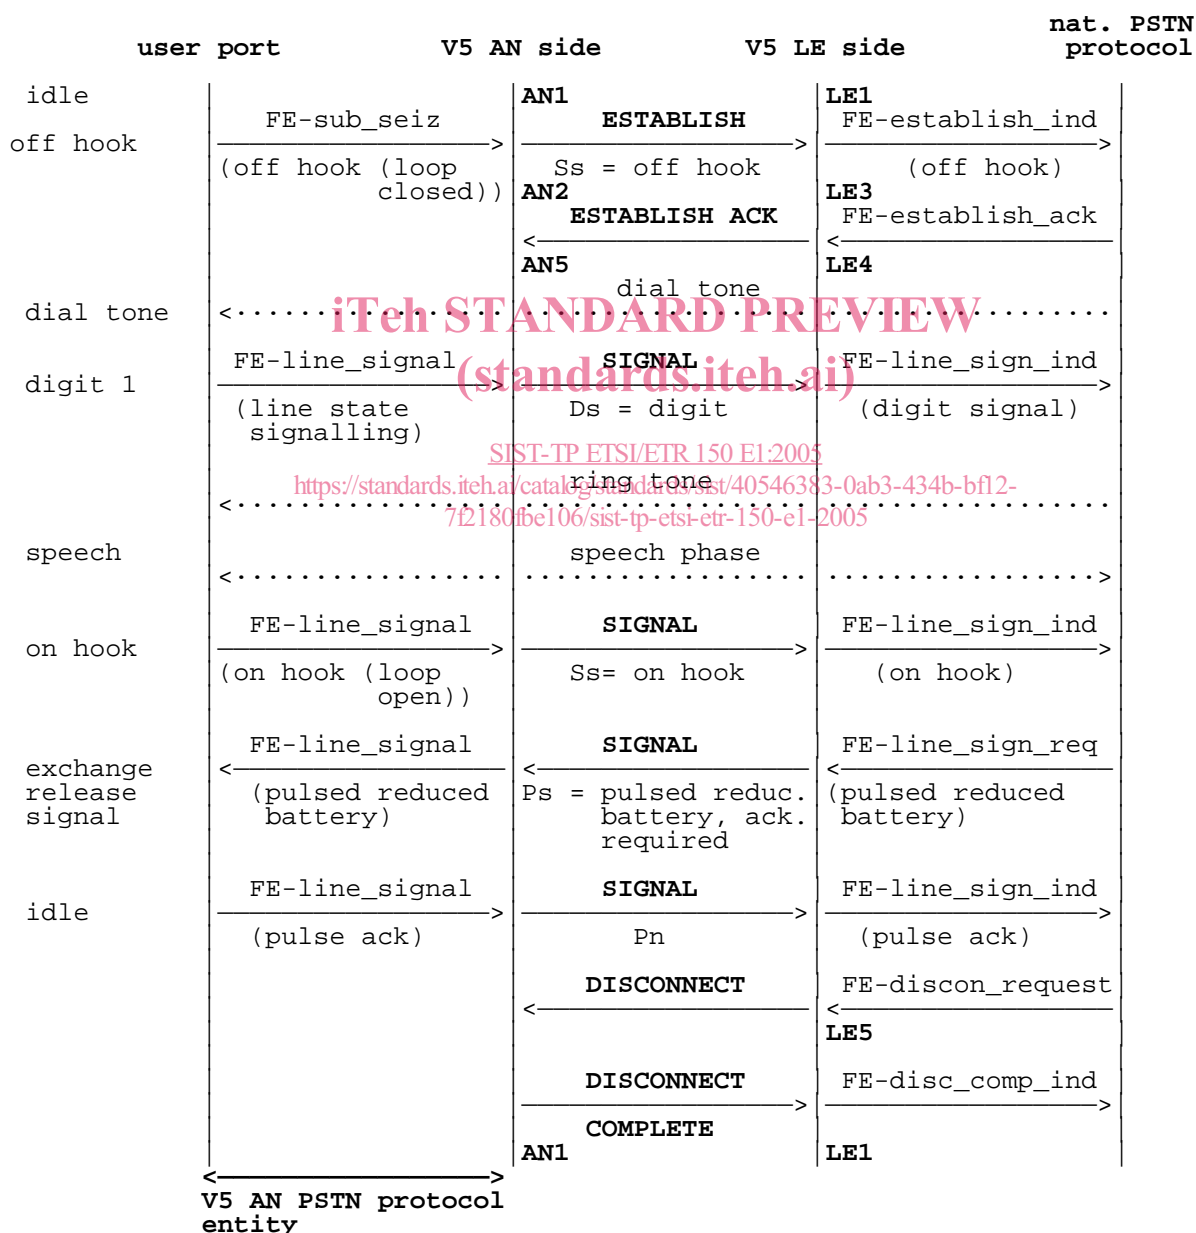 nat. PSTN
user port V5 AN side V5 LE side protocol
idle AN1 LE1
FE-sub_seiz ESTABLISH FE-establish_ind
off hook
(off hook (loop Ss = off hook (off hook)
closed)) AN2 LE3
ESTABLISH ACK FE-establish_ack
AN5 LE4
dial tone
dial tone
iTeh STANDARD PREVIEW
FE-line_signal SIGNAL FE-line_sign_ind
digit 1
(standards.iteh.ai)
(line state Ds = digit (digit signal)
signalling)
SIST-TP ETSI/ETR 150 E1:2005
ring tone
https://standards.iteh.ai/catalog/standards/sist/40546383-0ab3-434b-bf12-
7f2180fbe106/sist-tp-etsi-etr-150-e1-2005
speech speech phase
FE-line_signal SIGNAL FE-line_sign_ind
on hook
(on hook (loop Ss= on hook (on hook)
open))
FE-line_signal SIGNAL FE-line_sign_req
exchange
release (pulsed reduced Ps = pulsed reduc. (pulsed reduced
signal battery) battery, ack. battery)
required
FE-line_signal SIGNAL FE-line_sign_ind
idle
(pulse ack) Pn (pulse ack)
DISCONNECT FE-discon_request
LE5
DISCONNECT FE-disc_comp_ind
COMPLETE
AN1 LE1
V5 AN PSTN protocol
entity